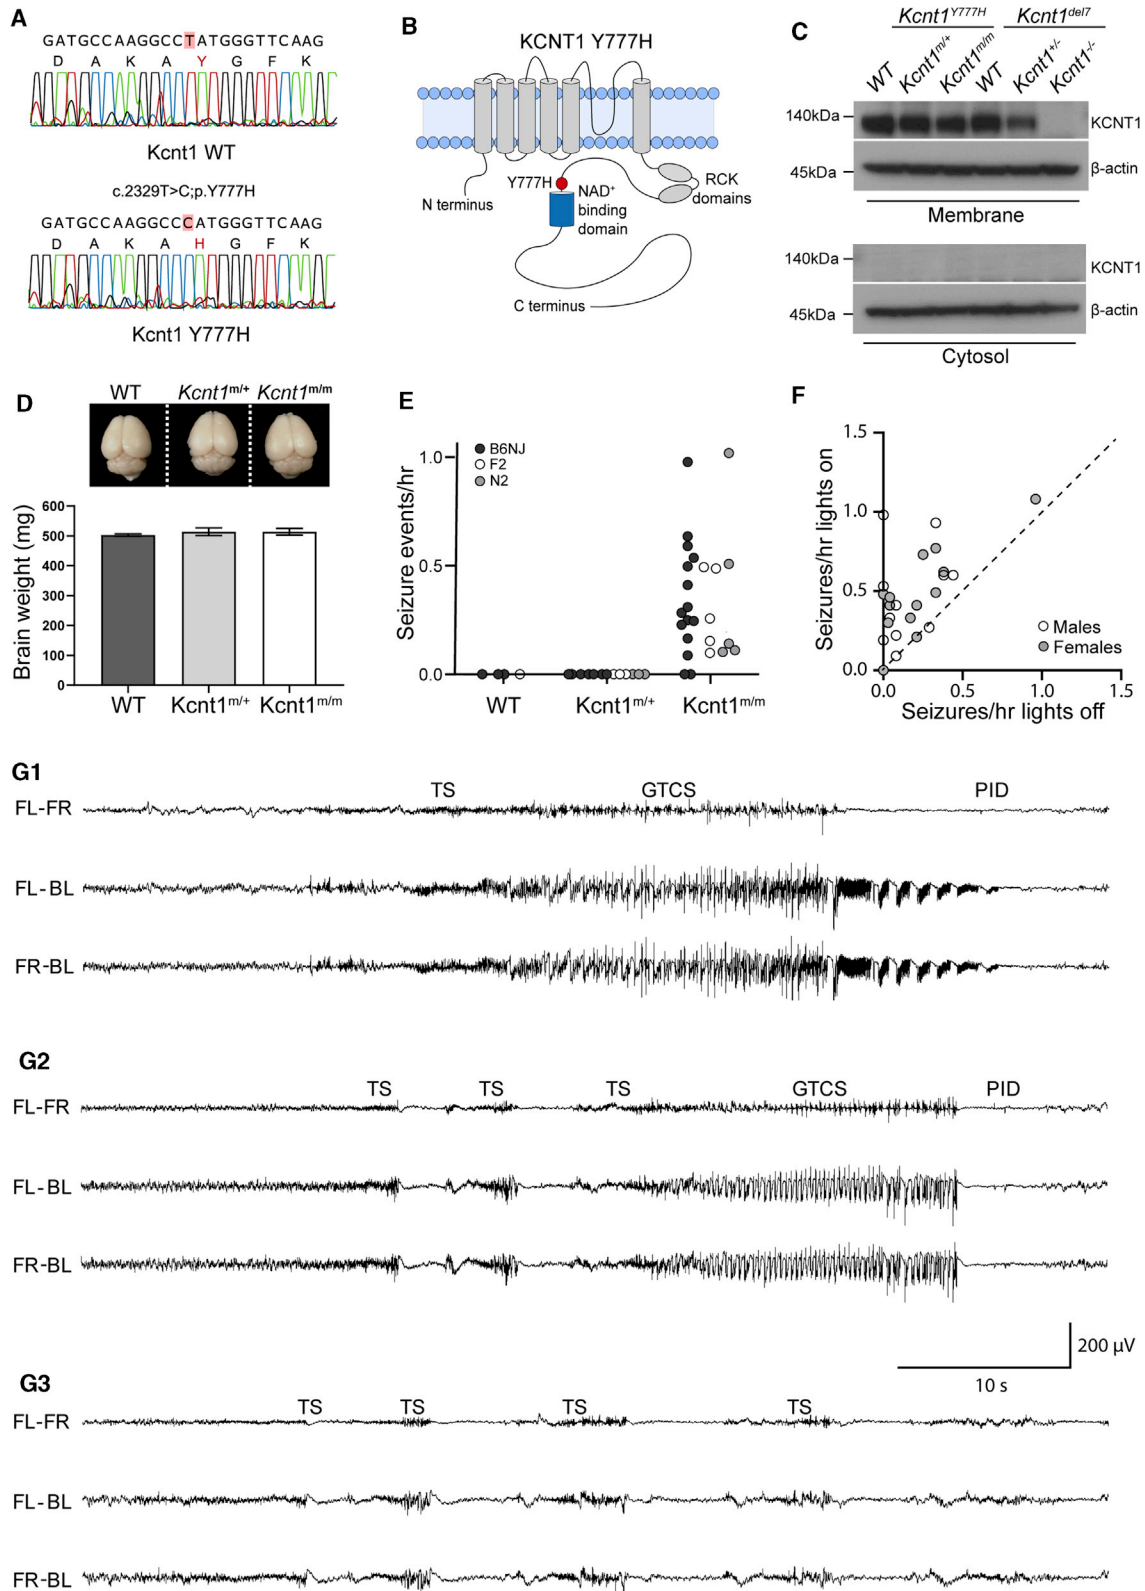 A
GATGCCAAGGCCTATGGGTTCAAG
D A K A Y G F K
Kcnt1 WT
c.2329T>C;p.Y777H
GATGCCAAGGCCCATGGGTTCAAG
D A K A H G F K
Kcnt1 Y777H
B
KCNT1 Y777H
Y777H
NAD+
binding
domain
RCK
domains
N terminus
C terminus
C
Kcnt1Y777H Kcnt1del7
WT Kcnt1m/+ Kcnt1m/m WT Kcnt1+/- Kcnt1-/-
140kDa KCNT1
45kDa β-actin
Membrane
140kDa KCNT1
45kDa β-actin
Cytosol
D
WT Kcnt1m/+ Kcnt1m/m
Brain weight (mg)
600
500
400
300
200
100
0
WT Kcnt1m/+ Kcnt1m/m
E
B6NJ
F2
N2
Seizure events/hr
1.0
0.5
0.0
WT Kcnt1m/+ Kcnt1m/m
F
Seizures/hr lights on
1.5
1.0
0.5
0.0
Males
Females
0.0 0.5 1.0 1.5
Seizures/hr lights off
G1
TS GTCS PID
FL-FR
FL-BL
FR-BL
G2
TS TS TS GTCS PID
FL-FR
FL-BL
FR-BL
200 µV
10 s
G3
TS TS TS TS
FL-FR
FL-BL
FR-BL